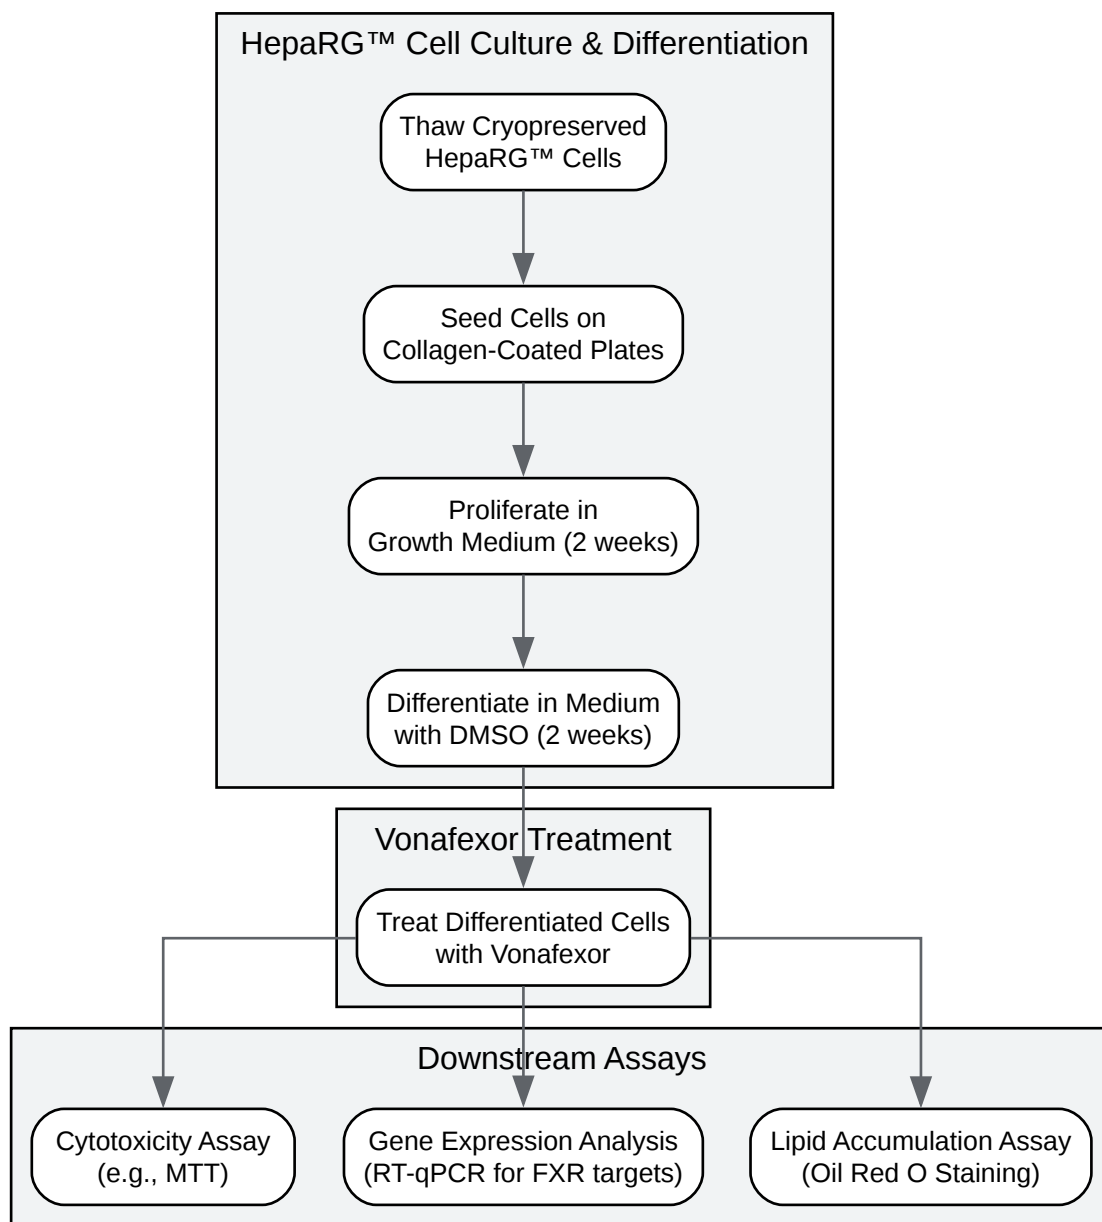 HepaRG™ Cell Culture & Differentiation
Thaw Cryopreserved
HepaRG™ Cells
Seed Cells on
Collagen-Coated Plates
Proliferate in
Growth Medium (2 weeks)
Differentiate in Medium
with DMSO (2 weeks)
Vonafexor Treatment
Treat Differentiated Cells
with Vonafexor
Downstream Assays
Cytotoxicity Assay
(e.g., MTT)
Gene Expression Analysis
(RT-qPCR for FXR targets)
Lipid Accumulation Assay
(Oil Red O Staining)